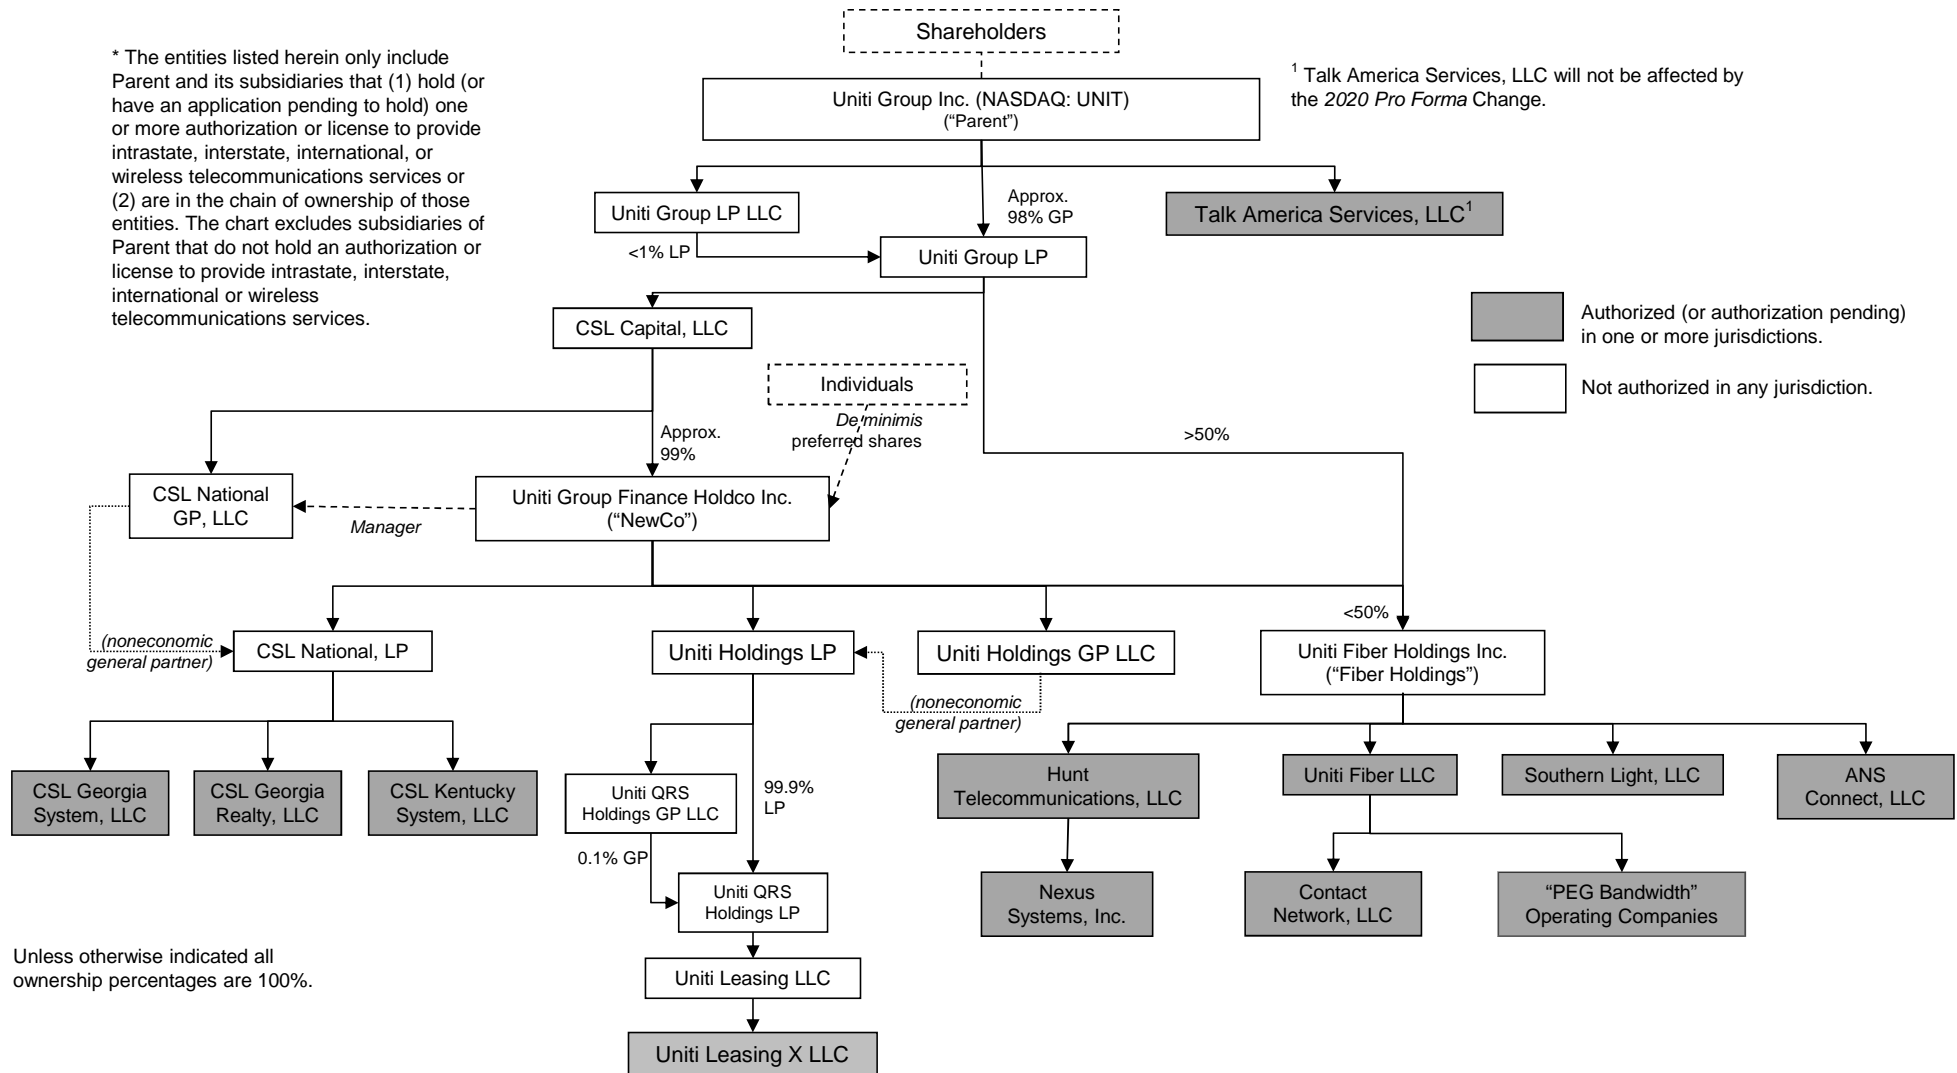 Shareholders
* The entities listed herein only include
Parent and its subsidiaries that (1) hold (or
have an application pending to hold) one
or more authorization or license to provide
intrastate, interstate, international, or
wireless telecommunications services or
(2) are in the chain of ownership of those
entities. The chart excludes subsidiaries of
Parent that do not hold an authorization or
license to provide intrastate, interstate,
international or wireless
telecommunications services.
Uniti Group Inc. (NASDAQ: UNIT)
(“Parent”)
1 Talk America Services, LLC will not be affected by
the 2020 Pro Forma Change.
Uniti Group LP LLC
Approx.
98% GP
Talk America Services, LLC1
<1% LP
Uniti Group LP
CSL Capital, LLC
Authorized (or authorization pending)
in one or more jurisdictions.
Not authorized in any jurisdiction.
Individuals
De minimis
preferred shares
Approx.
99%
>50%
CSL National
GP, LLC
Manager
Uniti Group Finance Holdco Inc.
(“NewCo”)
<50%
(noneconomic
general partner)
CSL National, LP
Uniti Holdings LP
Uniti Holdings GP LLC
(noneconomic
general partner)
Uniti Fiber Holdings Inc.
(“Fiber Holdings”)
CSL Georgia
System, LLC
CSL Georgia
Realty, LLC
CSL Kentucky
System, LLC
Uniti QRS
Holdings GP LLC
99.9%
LP
Hunt
Telecommunications, LLC
Uniti Fiber LLC
Southern Light, LLC
ANS
Connect, LLC
0.1% GP
Uniti QRS
Holdings LP
Nexus
Systems, Inc.
Contact
Network, LLC
“PEG Bandwidth”
Operating Companies
Unless otherwise indicated all
ownership percentages are 100%.
Uniti Leasing LLC
Uniti Leasing X LLC